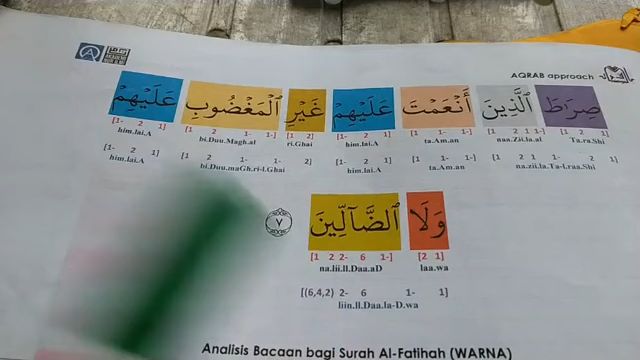 AQRAB approach
صِرَٰطَ ٱلَّذِينَ أَنْعَمْتَ عَلَيْهِمْ غَيْرِ ٱلْمَغْضُوبِ عَلَيْهِمْ
[1- 2 1] [1 2 1- 1-] [1 2] [1- 2 1] [1 1- 1-] [1 2 1 1-] [1 2 1]
him.lai.A bi.Duu.Magh.al ri.Ghai him.lai.A ta.Am.an naa.Zii.la.al Ta.ra.Shi
[1- 2 1] [1 2 1- 1- 2] [1- 2 1] [1 1- 1-] [1 2 1 1- 2 1]
him.lai.A bi.Duu.maGh.ri-l.Ghai him.lai.A ta.Am.an na.zii.la.Ta-l.raa.Shi
وَلَا ٱلضَّآلِّينَ ٧
[1 2 2- 6 1-] [2 1]
na.lii.ll.Daa.aD laa.wa
[(6,4,2) 2- 6 1- 1]
liin.ll.Daa.la-D.wa
Analisis Bacaan bagi Surah Al-Fatihah (WARNA)